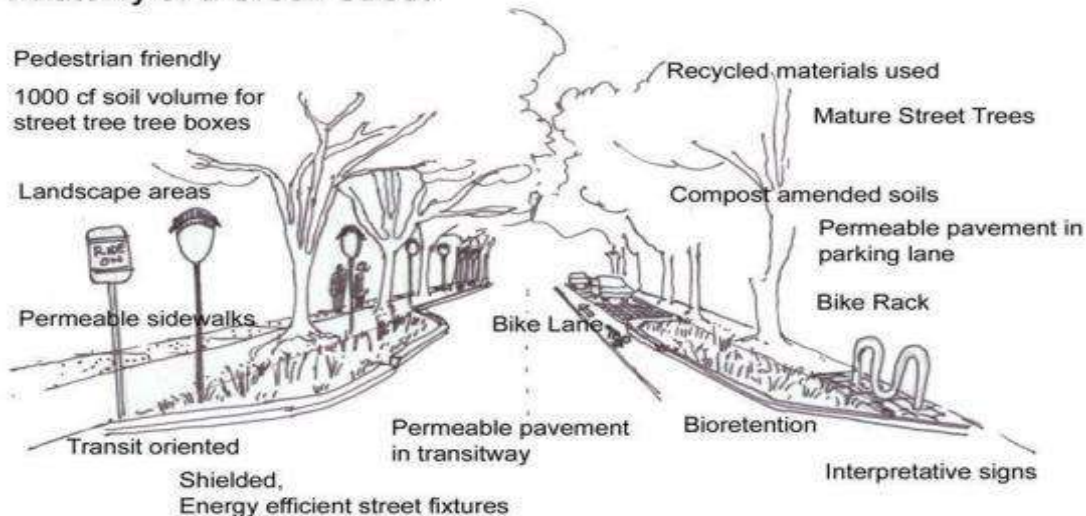 Pedestrian friendly
1000 cf soil volume for
street tree tree boxes
Landscape areas
RIDE
ON
Permeable sidewalks
Transit oriented
Shielded,
Energy efficient street fixtures
Permeable pavement
in transitway
Bike Lane
Recycled materials used
Mature Street Trees
Compost amended soils
Permeable pavement in
parking lane
Bike Rack
Bioretention
Interpretative signs